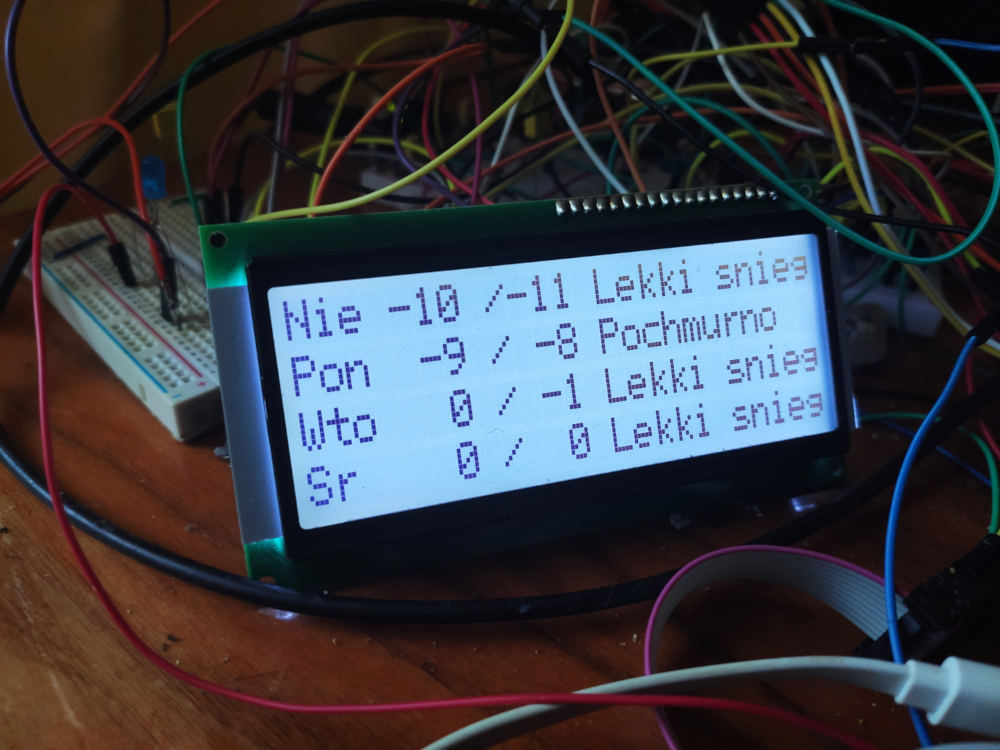 Nie -10 /-11 Lekki snieg
Pon -9 / -8 Pochmurno
Wto 0 / -1 Lekki snieg
Sr 0 / 0 Lekki snieg